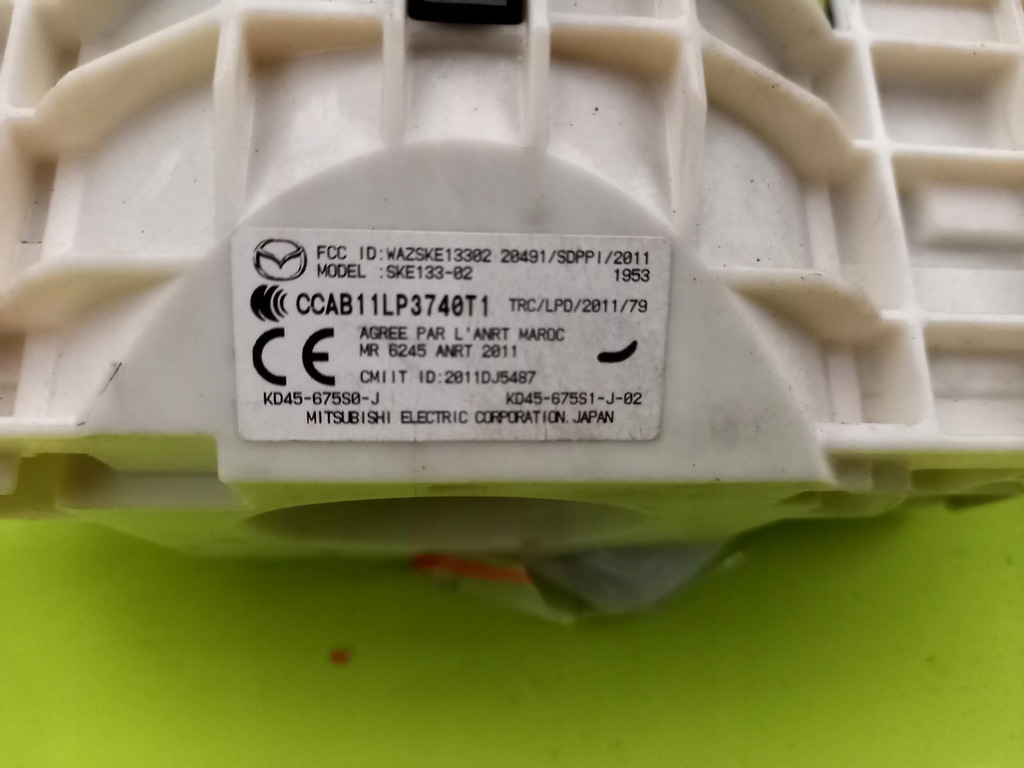 FCC ID:WAZSKE13302 20491/SDPPI/2011
MODEL :SKE133-02 1953
CCAB11LP3740T1 TRC/LPD/2011/79
CE AGREE PAR L'ANRT MAROC
MR 6245 ANRT 2011
CMIIT ID:2011DJ5487
KD45-675S0-J KD45-675S1-J-02
MITSUBISHI ELECTRIC CORPORATION.JAPAN